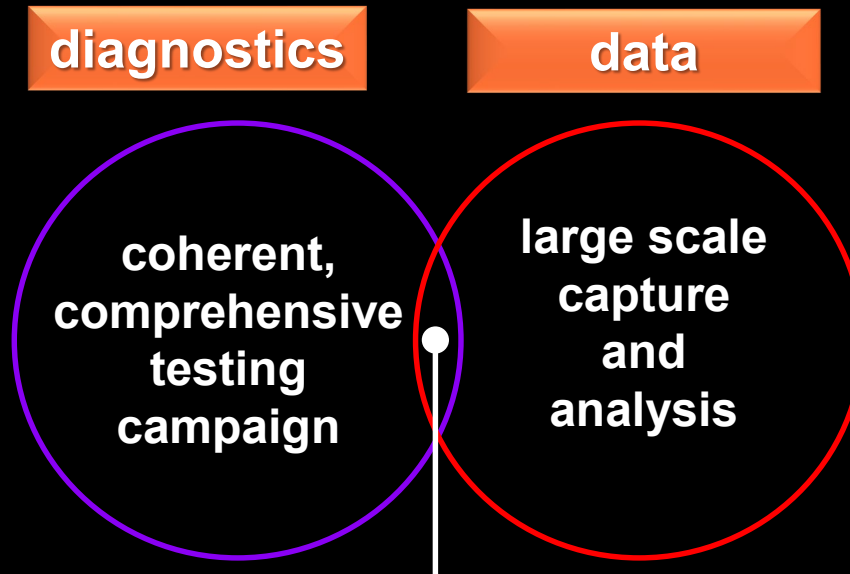 diagnostics
data
coherent,
comprehensive
testing
campaign
large scale
capture
and
analysis